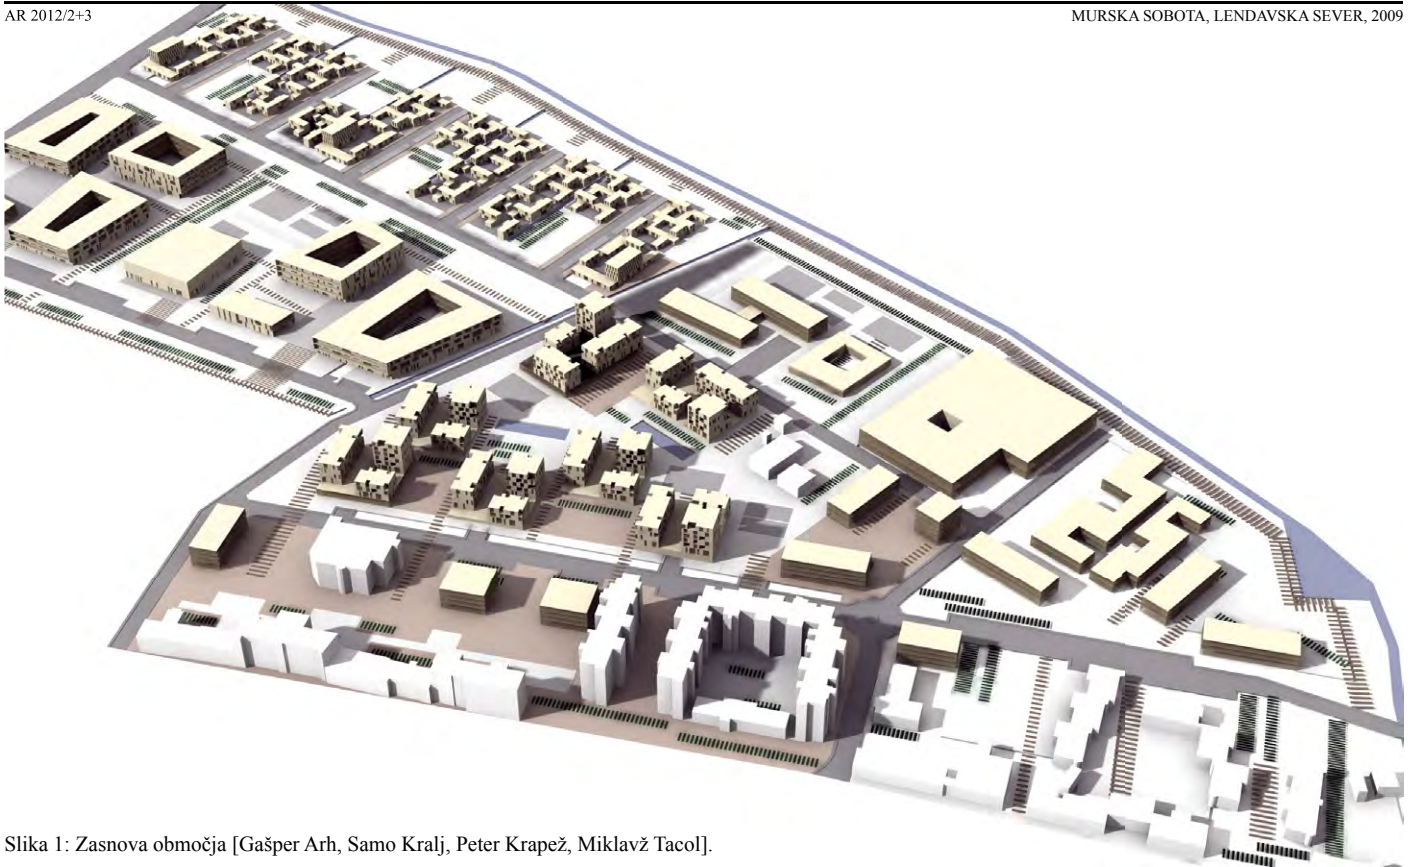 AR 2012/2+3
MURSKA SOBOTA, LENDAVSKA SEVER, 2009
Slika 1: Zasnova območja [Gašper Arh, Samo Kralj, Peter Krapež, Miklavž Tacol].